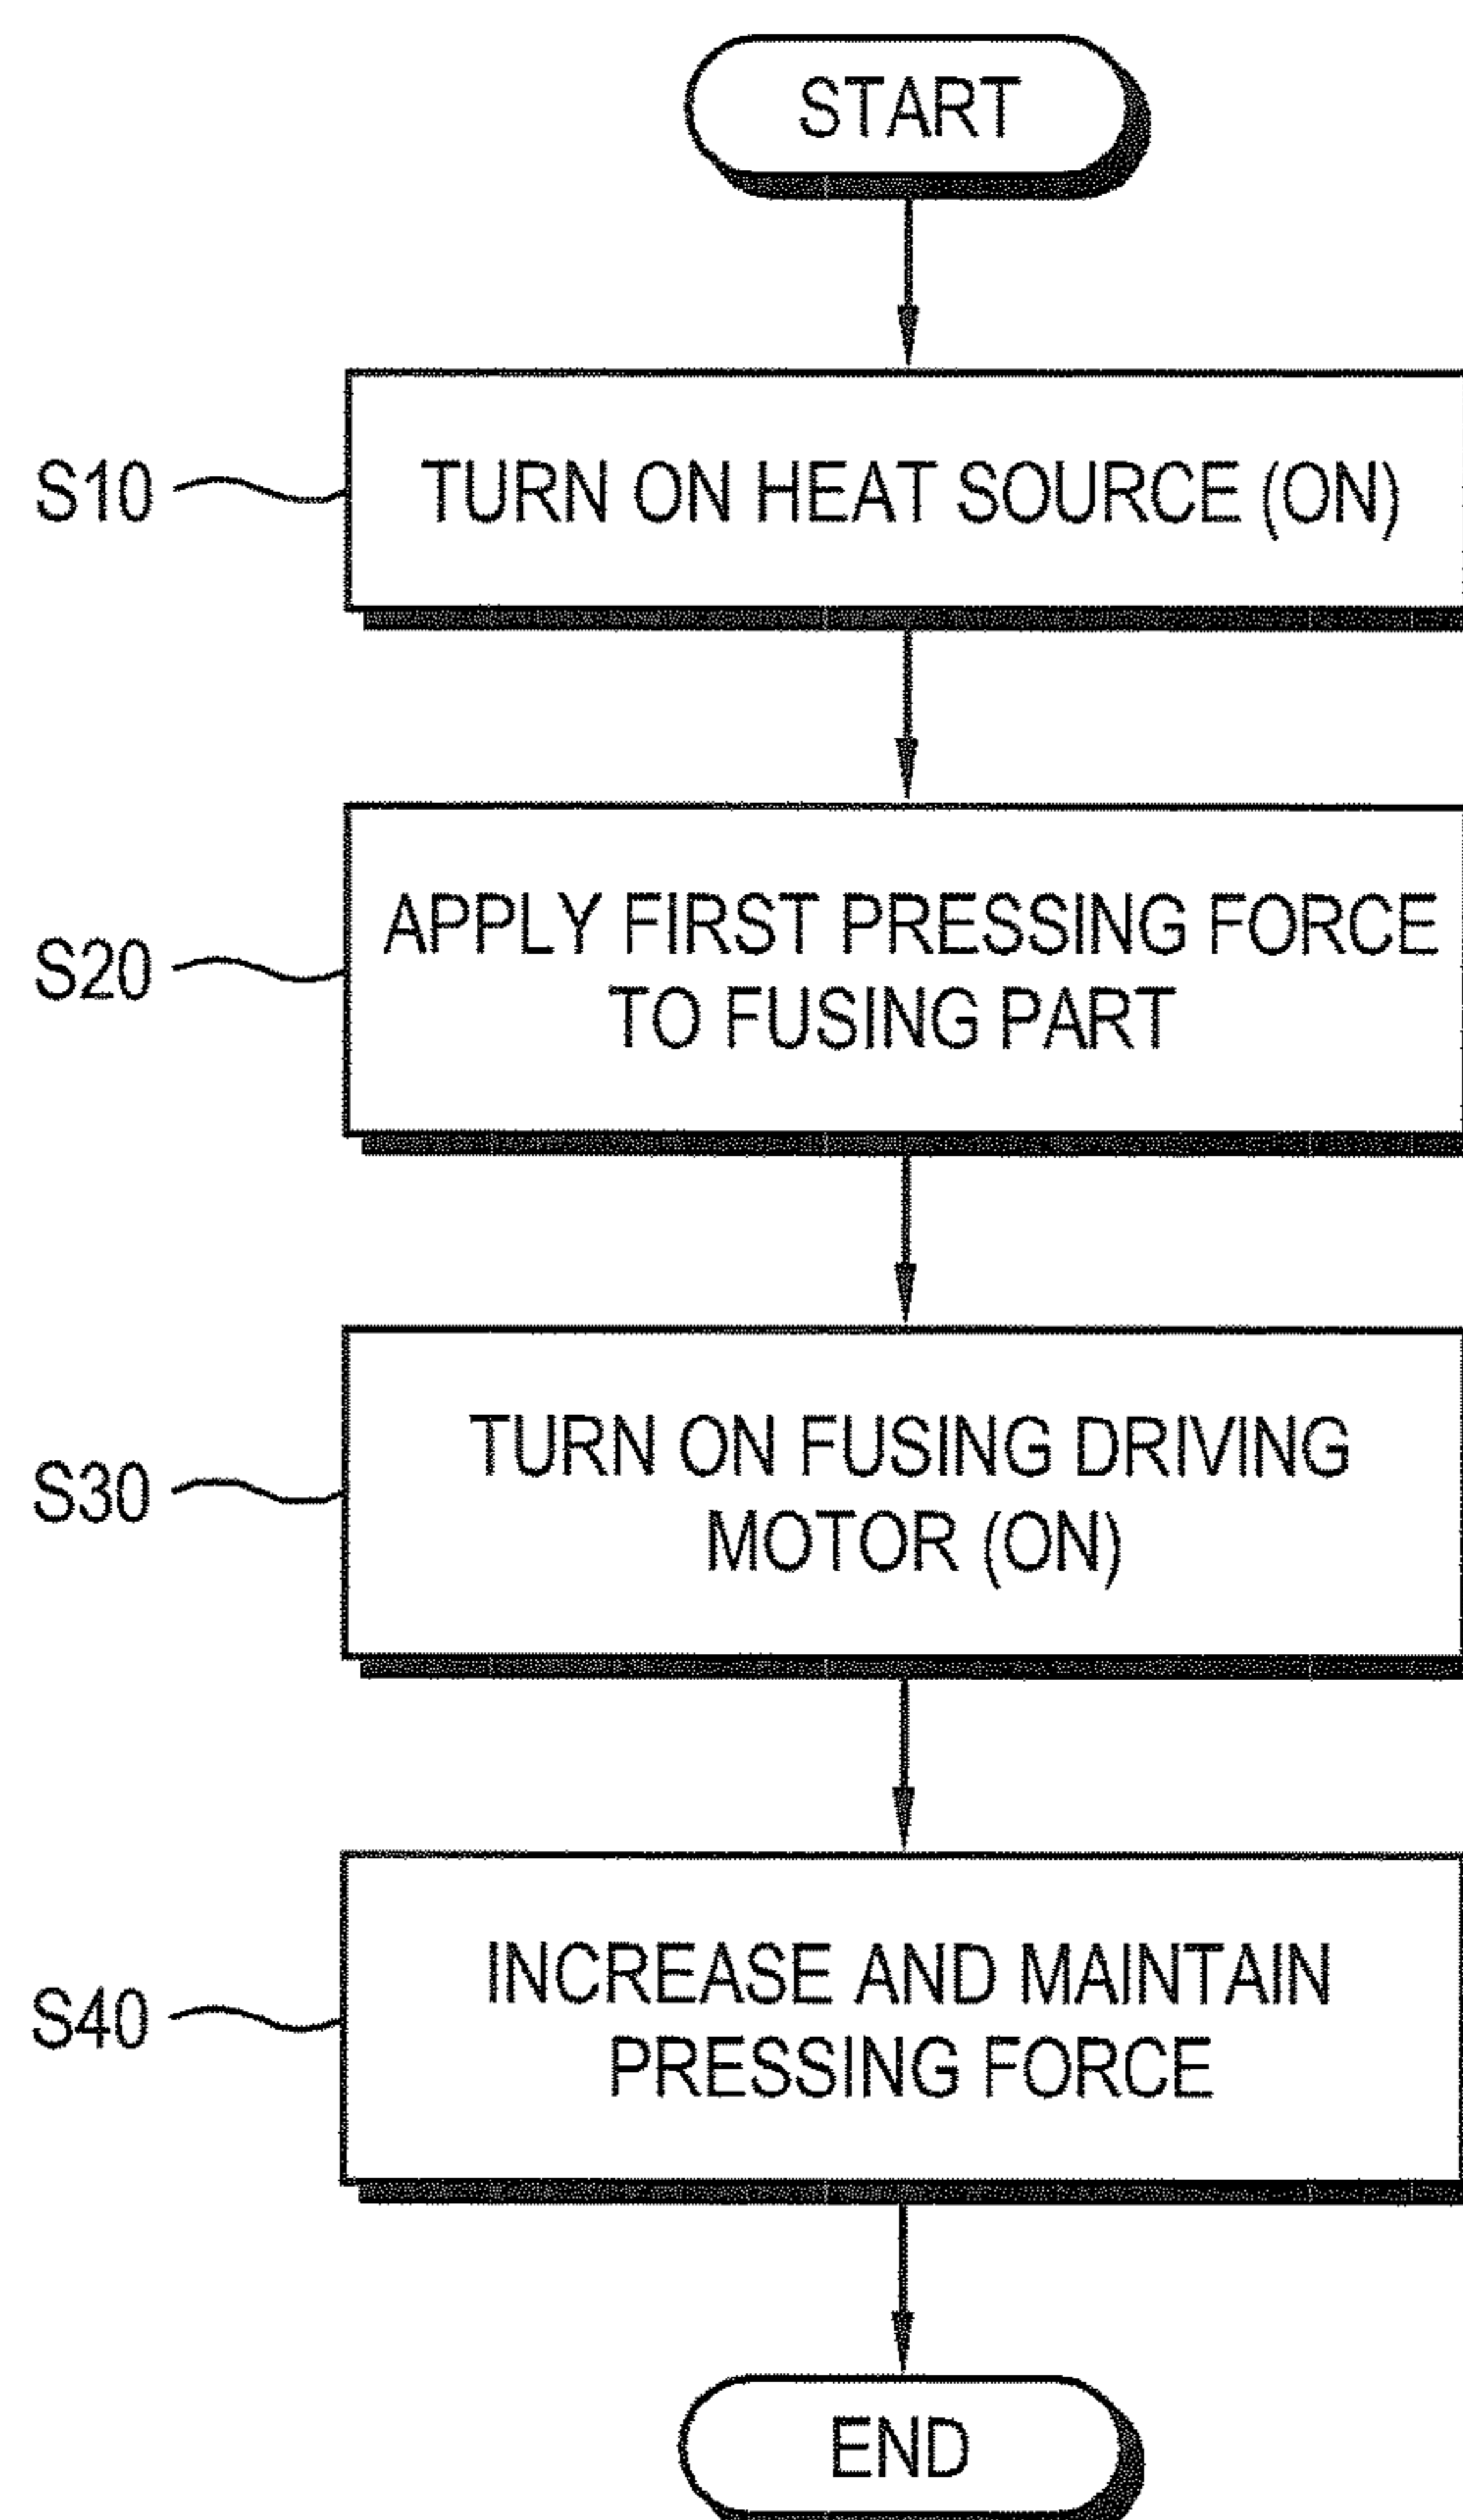 START
S10
TURN ON HEAT SOURCE (ON)
S20
APPLY FIRST PRESSING FORCE
TO FUSING PART
S30
TURN ON FUSING DRIVING
MOTOR (ON)
S40
INCREASE AND MAINTAIN
PRESSING FORCE
END